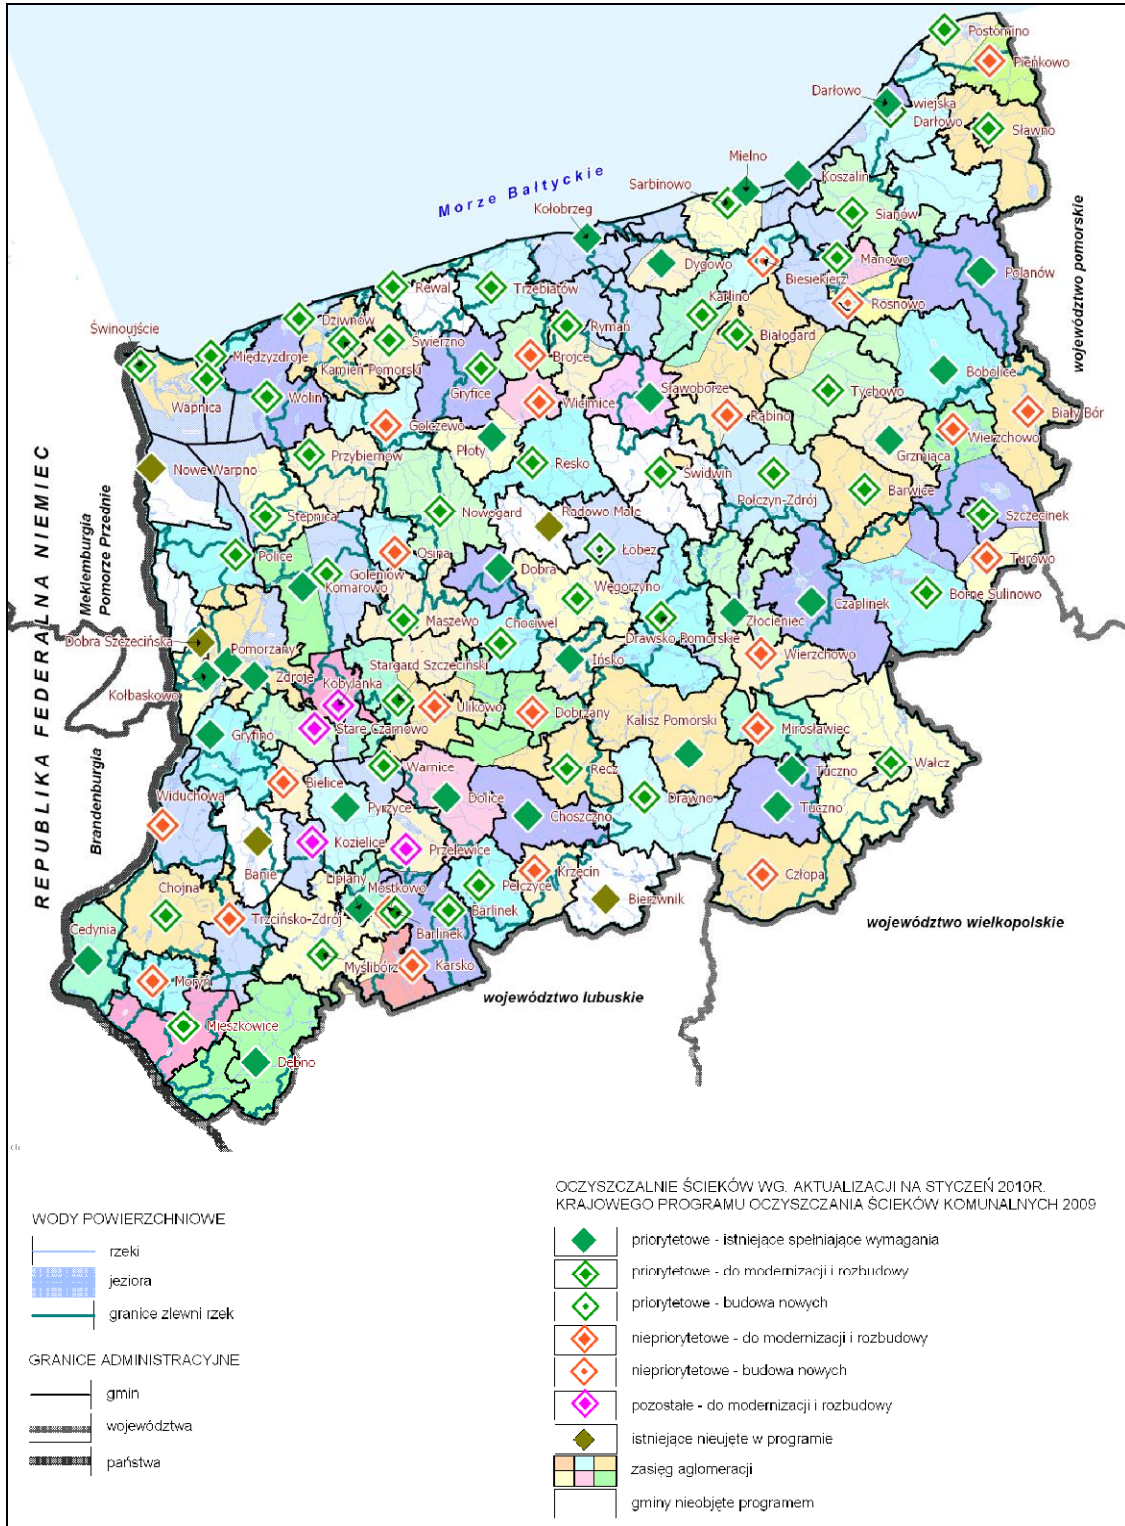 Postomino
Pieńkowo
Darłowo
wiejska
Darłowo
Sławno
Mielno
Koszalin
Sarbinowo
Sianów
Morze Bałtyckie
Kołobrzeg
województwo pomorskie
Dygowo
Manowo
Polanów
Biesiekierz
Rosnowo
Rewal
Trzebiatów
Karlino
Świnoujście
Dziwnów
Rymań
Białogard
Międzyzdroje
Świerzno
Kamień Pomorski
Brojce
Bobolice
Wapnica
Wolin
Gryfice
Sławoborze
Tychowo
Wicimice
Rąbino
Biały Bór
Golczewo
Wierzchowo
REPUBLIKA FEDERALNA NIEMIEC
Płoty
Grzmiąca
Nowe Warpno
Przybiernów
Resko
Świdwin
Połczyn-Zdrój
Barwice
Meklemburgia
Pomorze Przednie
Stepnica
Nowogard
Radowo Małe
Szczecinek
Police
Osina
Łobez
Turowo
Goleniów
Dobra
Komarowo
Węgorzyno
Czaplinek
Borne Sulinowo
Maszewo
Chociwel
Złocieniec
Dobra Szczecińska
Drawsko Pomorskie
Pomorzany
Wierzchowo
Stargard Szczeciński
Ińsko
Zdroje
Kobylanka
Kołbaskowo
Ulikowo
Dobrzany
Kalisz Pomorski
Stare Czarnowo
Mirosławiec
Gryfino
Brandenburgia
Warnice
Recz
Tuczno
Wałcz
Bielice
Widuchowa
Pyrzyce
Dolice
Choszczno
Drawno
Tuczno
Kozielice
Przelewice
Banie
Krzęcin
Człopa
Lipiany
Chojna
Mostkowo
Pełczyce
Bierzwnik
Trzcińsko-Zdrój
Barlinek
województwo wielkopolskie
Cedynia
Barlinek
Myślibórz
Karsko
Moryń
województwo lubuskie
Mieszkowice
Dębno
WODY POWIERZCHNIOWE
rzeki
jeziora
granice zlewni rzek
GRANICE ADMINISTRACYJNE
gmin
województwa
państwa
OCZYSZCZALNIE ŚCIEKÓW WG. AKTUALIZACJI NA STYCZEŃ 2010R.
KRAJOWEGO PROGRAMU OCZYSZCZANIA ŚCIEKÓW KOMUNALNYCH 2009
priorytetowe - istniejące spełniające wymagania
priorytetowe - do modernizacji i rozbudowy
priorytetowe - budowa nowych
niepriorytetowe - do modernizacji i rozbudowy
niepriorytetowe - budowa nowych
pozostałe - do modernizacji i rozbudowy
istniejące nieujęte w programie
zasięg aglomeracji
gminy nieobjęte programem